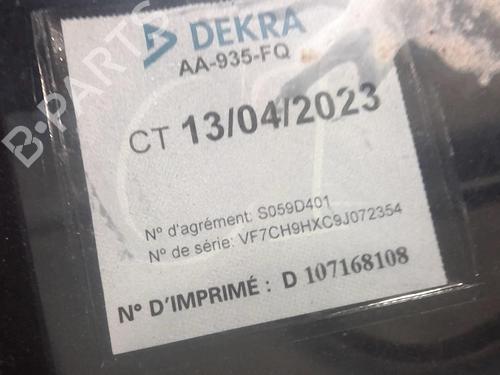 DEKRA
AA-935-FQ
CT 13/04/2023
N° d'agrément: S059D401
N° de série: VF7CH9HXC9J072354
N° D'IMPRIMÉ : D 107168108
B-PARTS